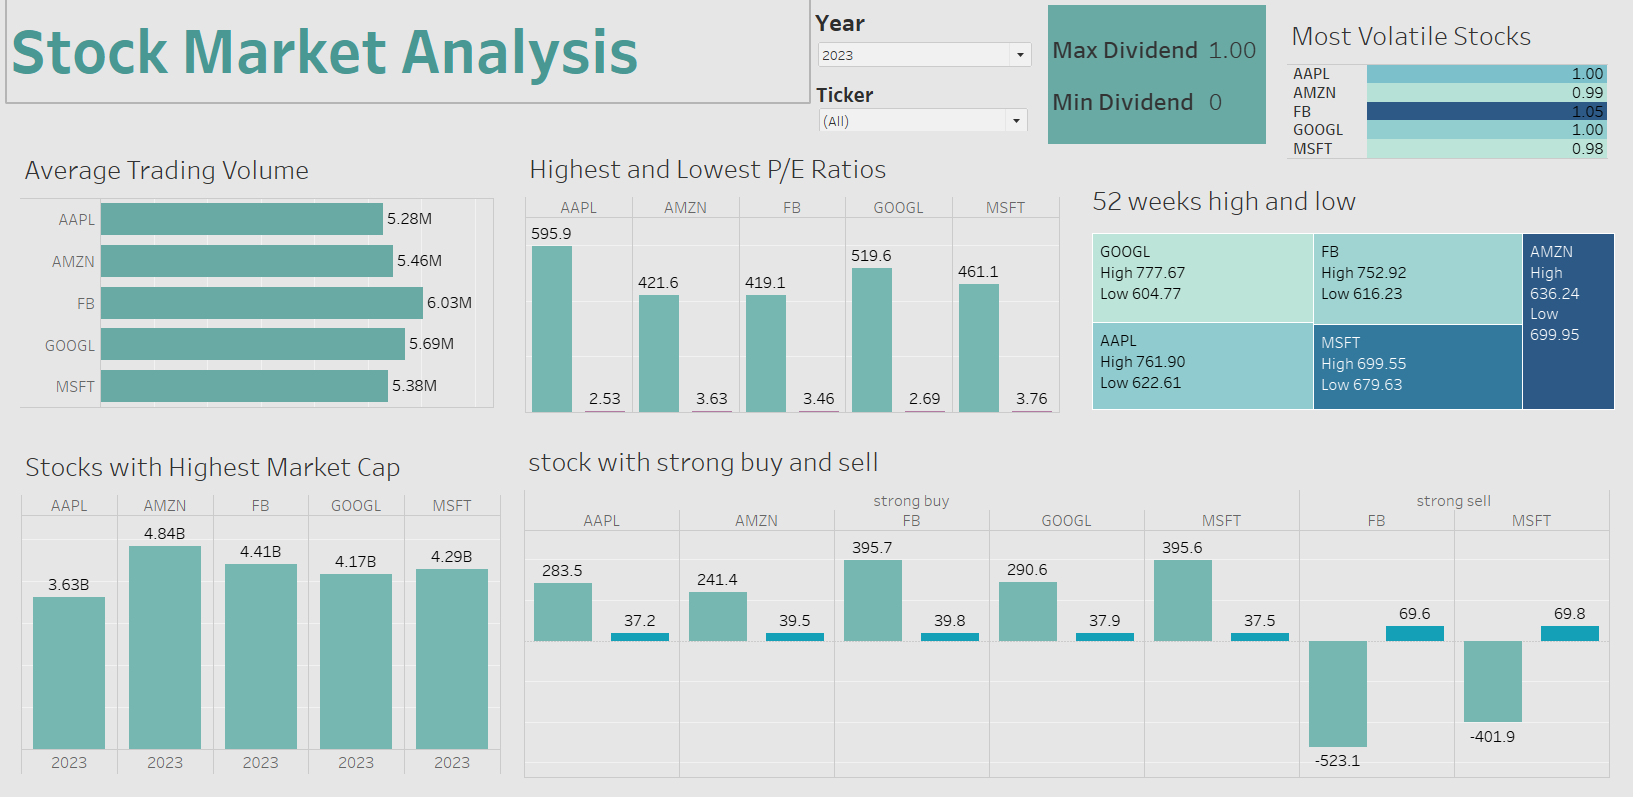 Stock Market Analysis
Year
2023
Ticker
(All)
Max Dividend 1.00
Min Dividend 0
Most Volatile Stocks
AAPL 1.00
AMZN 0.99
FB 1.05
GOOGL 1.00
MSFT 0.98
Average Trading Volume
AAPL 5.28M
AMZN 5.46M
FB 6.03M
GOOGL 5.69M
MSFT 5.38M
Highest and Lowest P/E Ratios
AAPL AMZN FB GOOGL MSFT
595.9 2.53 421.6 3.63 419.1 3.46 519.6 2.69 461.1 3.76
52 weeks high and low
GOOGL
High 777.67
Low 604.77
AAPL
High 761.90
Low 622.61
FB
High 752.92
Low 616.23
MSFT
High 699.55
Low 679.63
AMZN
High
636.24
Low
699.95
Stocks with Highest Market Cap
AAPL AMZN FB GOOGL MSFT
3.63B 4.84B 4.41B 4.17B 4.29B
2023 2023 2023 2023 2023
stock with strong buy and sell
strong buy strong sell
AAPL AMZN FB GOOGL MSFT FB MSFT
283.5 37.2 241.4 39.5 395.7 39.8 290.6 37.9 395.6 37.5 -523.1 69.6 -401.9 69.8